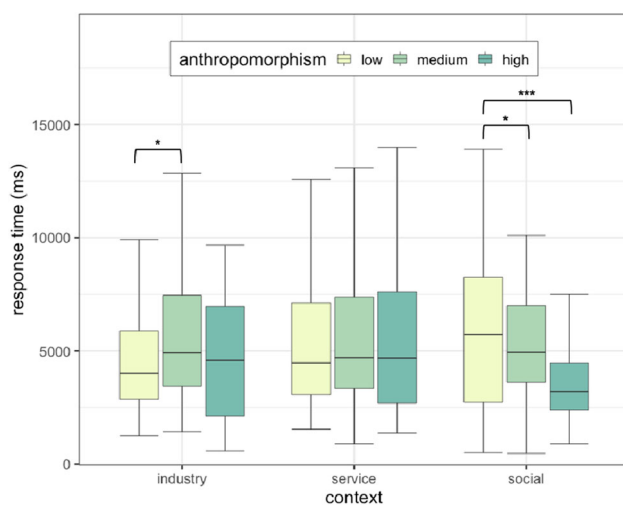 anthropomorphism low medium high
***
*
*
15000
10000
5000
0
response time (ms)
industry service social
context